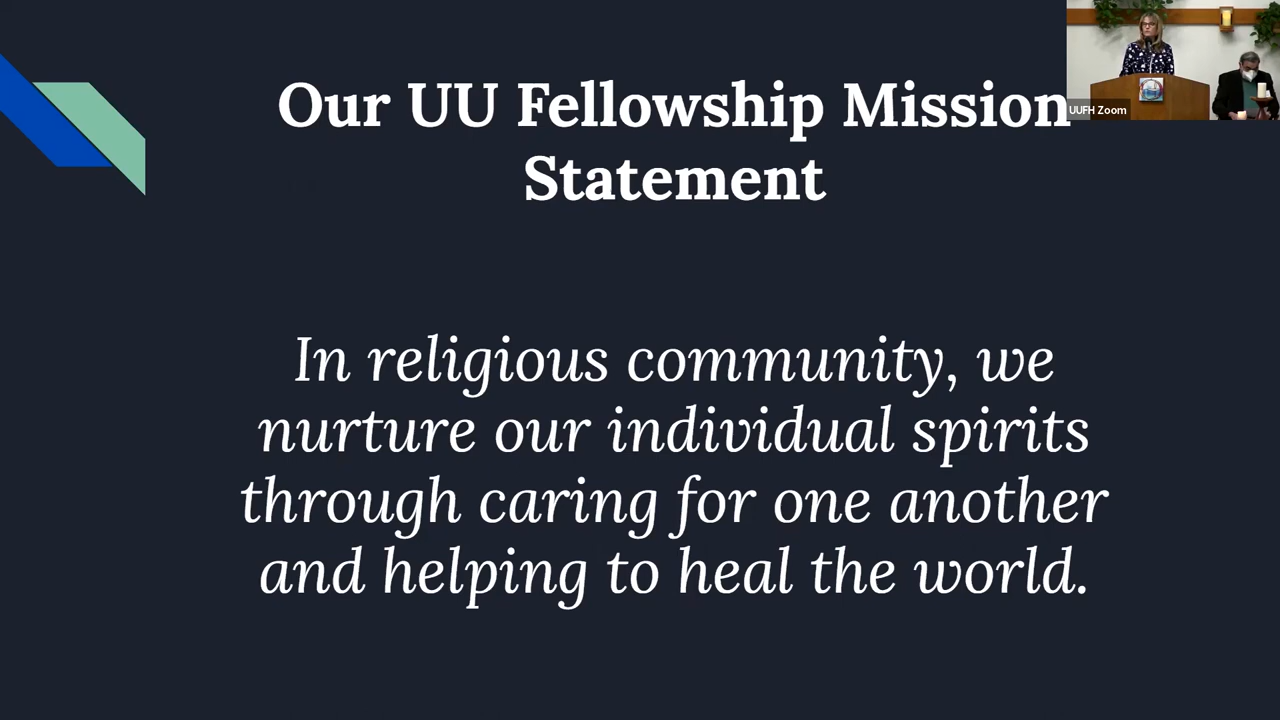 Our UU Fellowship Mission
Statement
UUFH Zoom
In religious community, we
nurture our individual spirits
through caring for one another
and helping to heal the world.